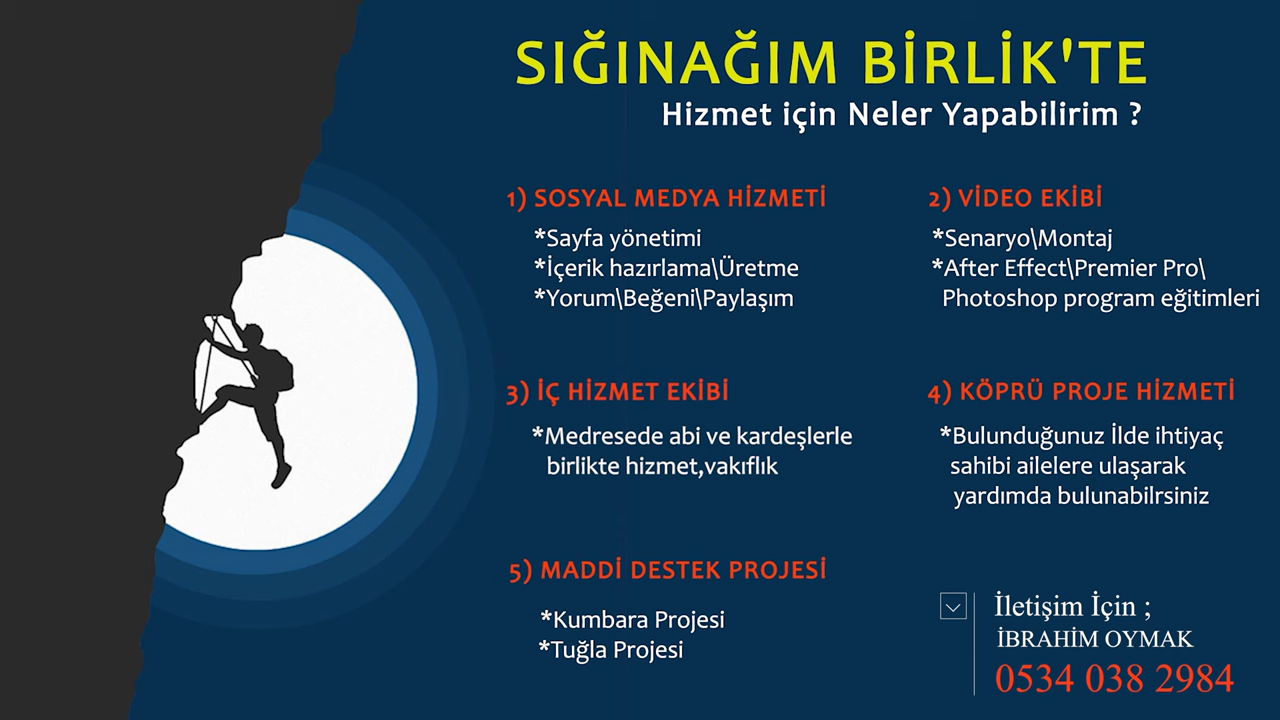 SIĞINAĞIM BİRLİK'TE
Hizmet için Neler Yapabilirim ?
1) SOSYAL MEDYA HİZMETİ
*Sayfa yönetimi
*İçerik hazırlama\Üretme
*Yorum\Beğeni\Paylaşım
2) VİDEO EKİBİ
*Senaryo\Montaj
*After Effect\Premier Pro\
Photoshop program eğitimleri
3) İÇ HİZMET EKİBİ
*Medresede abi ve kardeşlerle
birlikte hizmet,vakıflık
4) KÖPRÜ PROJE HİZMETİ
*Bulunduğunuz İlde ihtiyaç
sahibi ailelere ulaşarak
yardımda bulunabilrsiniz
5) MADDİ DESTEK PROJESİ
*Kumbara Projesi
*Tuğla Projesi
İletişim İçin ;
İBRAHİM OYMAK
0534 038 2984